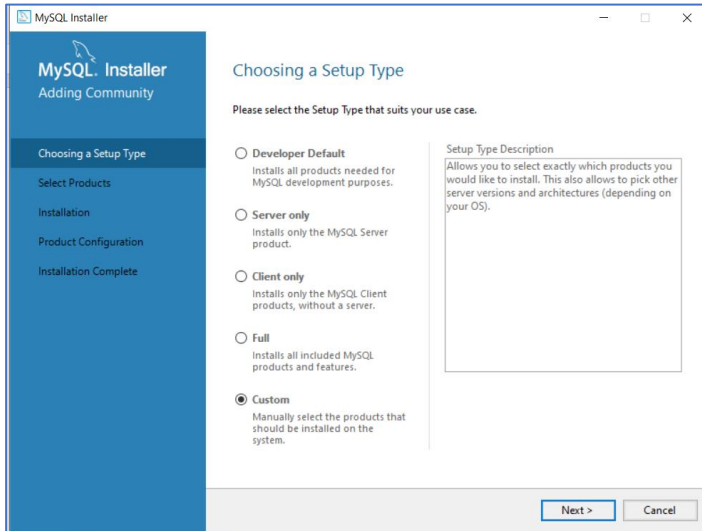 MySQL Installer
MySQL. Installer
Adding Community
Choosing a Setup Type
Select Products
Installation
Product Configuration
Installation Complete
Choosing a Setup Type
Please select the Setup Type that suits your use case.
Developer Default
Installs all products needed for
MySQL development purposes.
Server only
Installs only the MySQL Server
product.
Client only
Installs only the MySQL Client
products, without a server.
Full
Installs all included MySQL
products and features.
Custom
Manually select the products that
should be installed on the
system.
Setup Type Description
Allows you to select exactly which products you
would like to install. This also allows to pick other
server versions and architectures (depending on
your OS).
Next >
Cancel